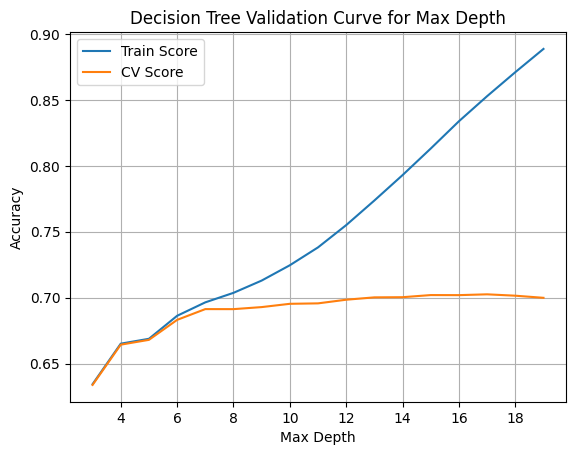 Decision Tree Validation Curve for Max Depth
Train Score
CV Score
Accuracy
0.90
0.85
0.80
0.75
0.70
0.65
4 6 8 10 12 14 16 18
Max Depth